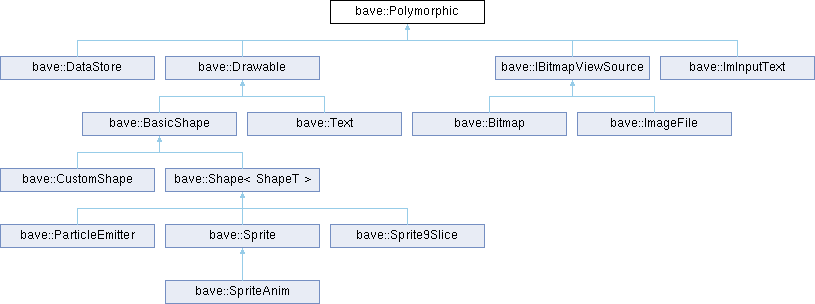 bave::Polymorphic
bave::DataStore bave::Drawable bave::IBitmapViewSource bave::ImInputText
bave::BasicShape bave::Text bave::Bitmap bave::ImageFile
bave::CustomShape bave::Shape< ShapeT >
bave::ParticleEmitter bave::Sprite bave::Sprite9Slice
bave::SpriteAnim